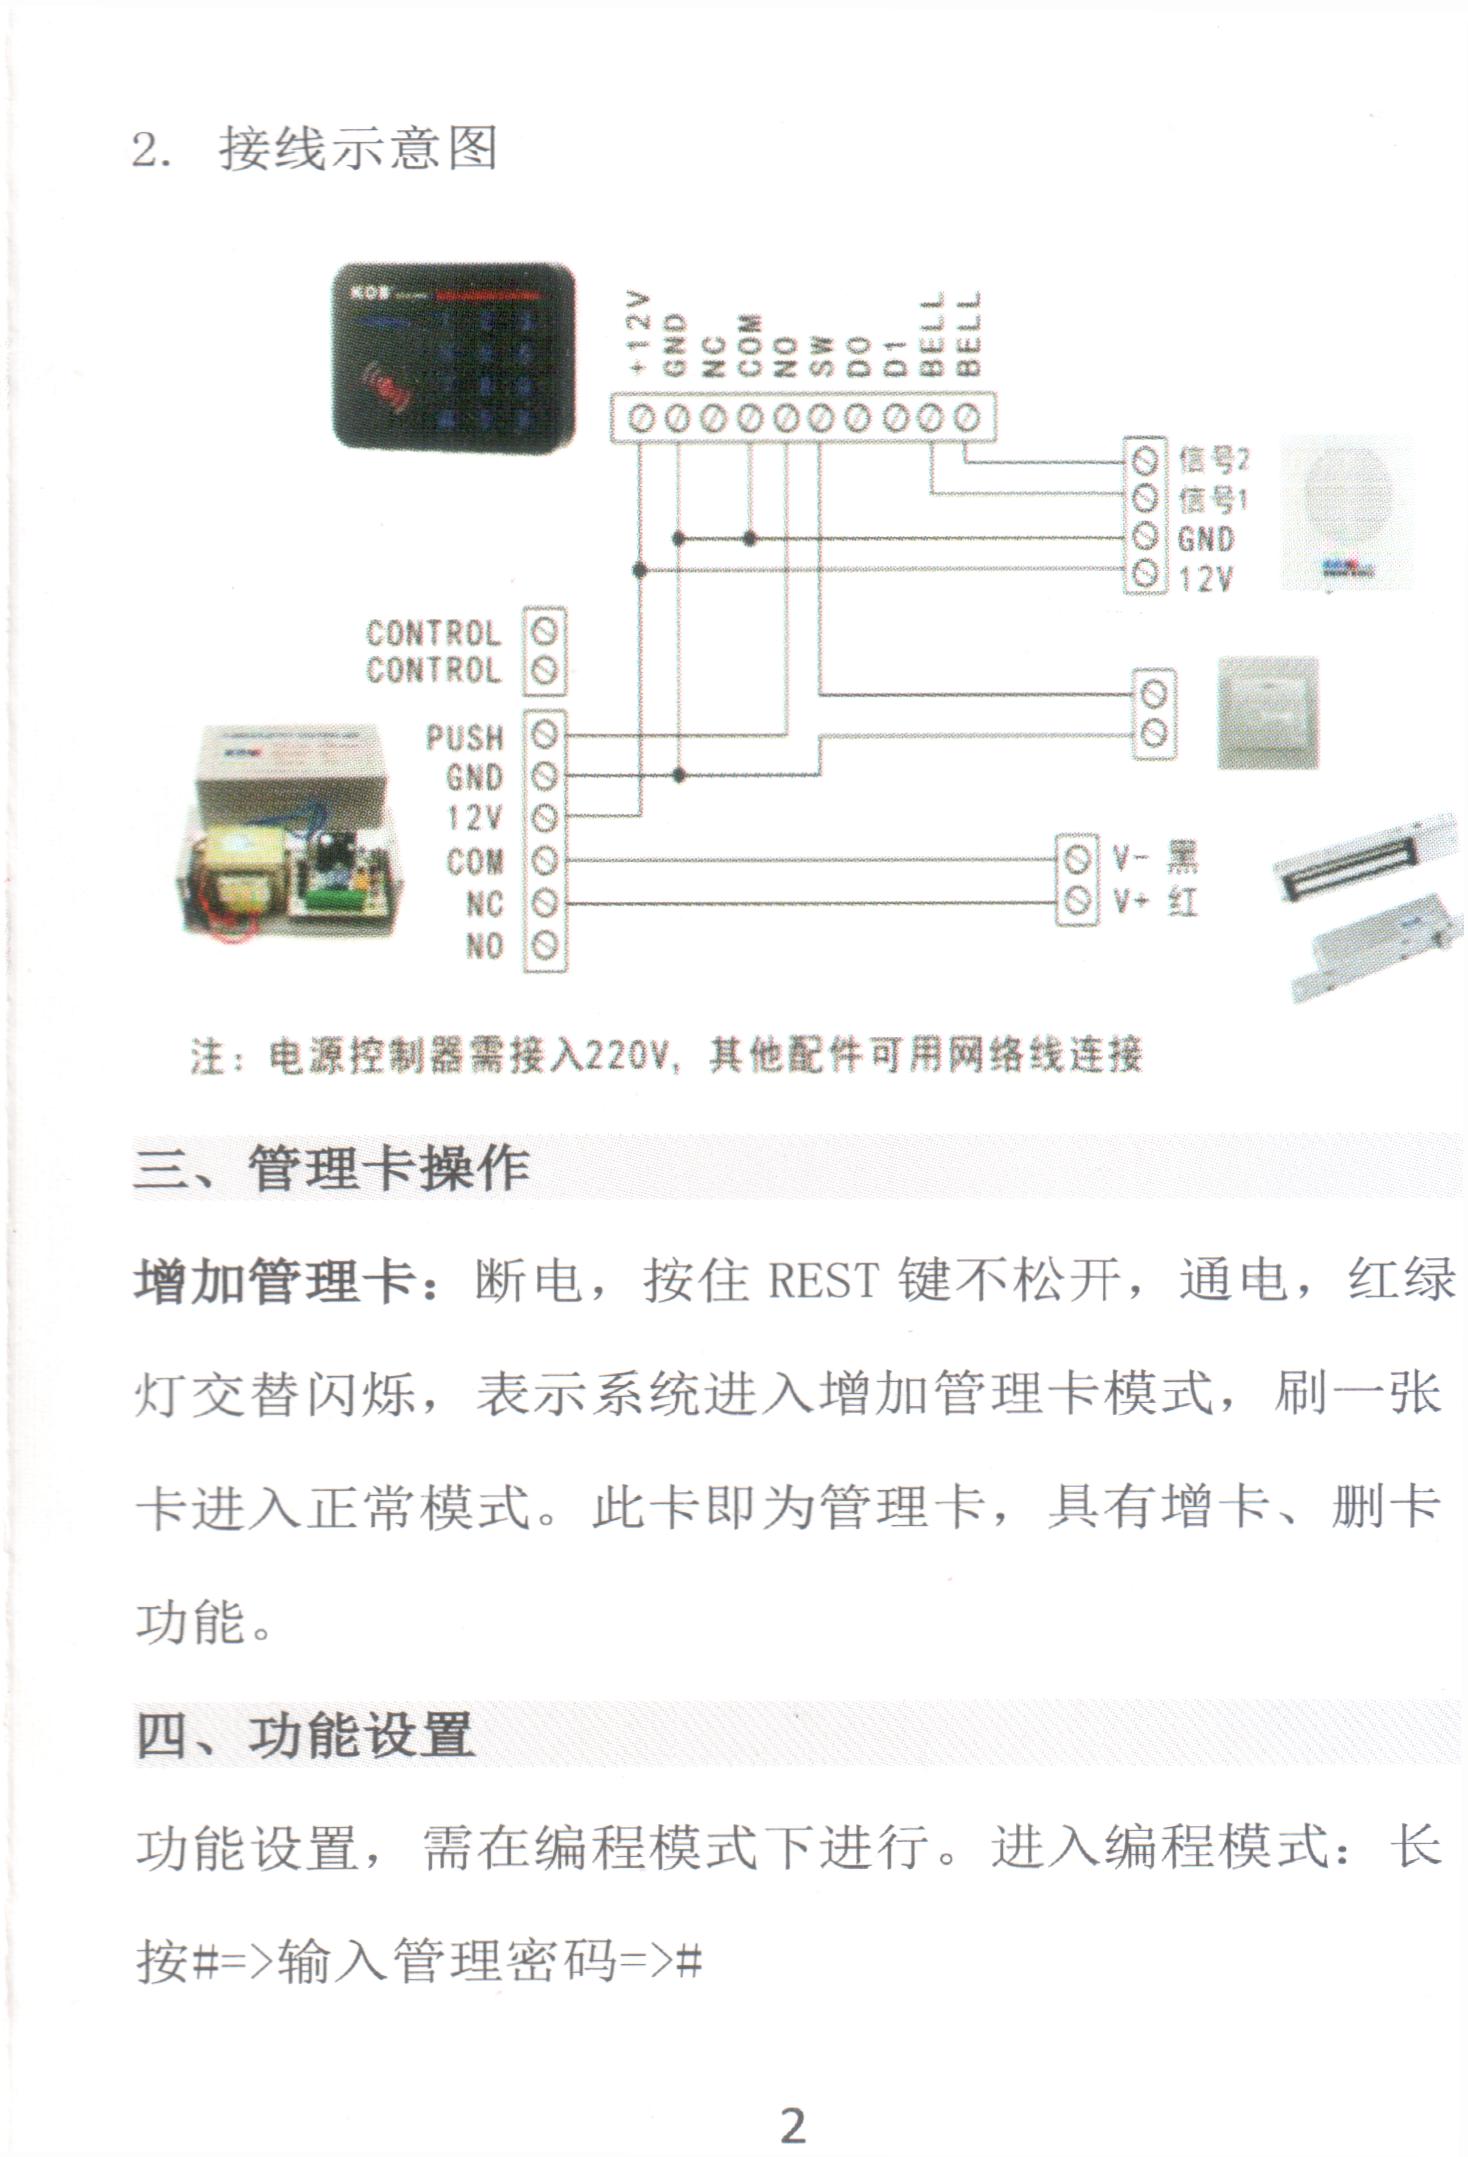 2. 接线示意图
KOB
+12V
GND
NC
COM
NO
SW
D0
D1
BELL
BELL
信号2
信号1
GND
12V
CONTROL
CONTROL
PUSH
GND
12V
COM
NC
NO
V- 黑
V+ 红
注：电源控制器需接入220V，其他配件可用网络线连接
三、管理卡操作
增加管理卡：断电，按住 REST 键不松开，通电，红绿
灯交替闪烁，表示系统进入增加管理卡模式，刷一张
卡进入正常模式。此卡即为管理卡，具有增卡、删卡
功能。
四、功能设置
功能设置，需在编程模式下进行。进入编程模式：长
按#=>输入管理密码=>#
2